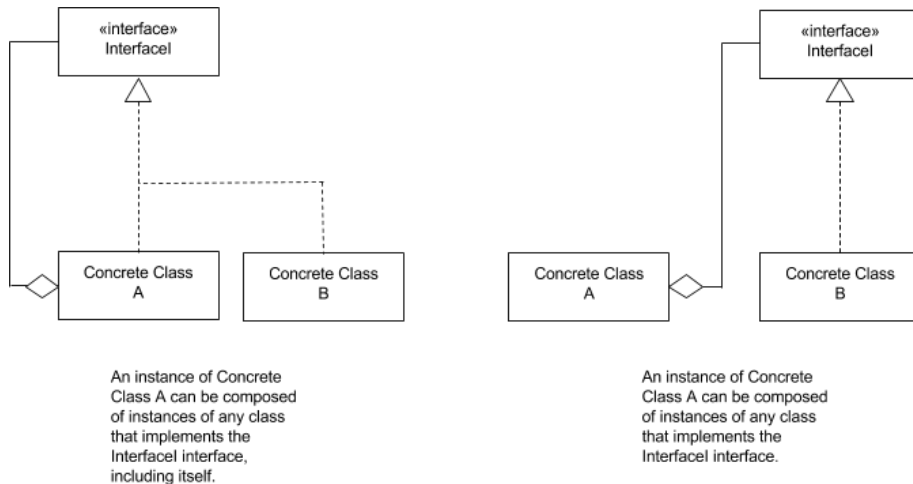 «interface»
InterfaceI
Concrete Class
A
Concrete Class
B
An instance of Concrete
Class A can be composed
of instances of any class
that implements the
InterfaceI interface,
including itself.
«interface»
InterfaceI
Concrete Class
A
Concrete Class
B
An instance of Concrete
Class A can be composed
of instances of any class
that implements the
InterfaceI interface.